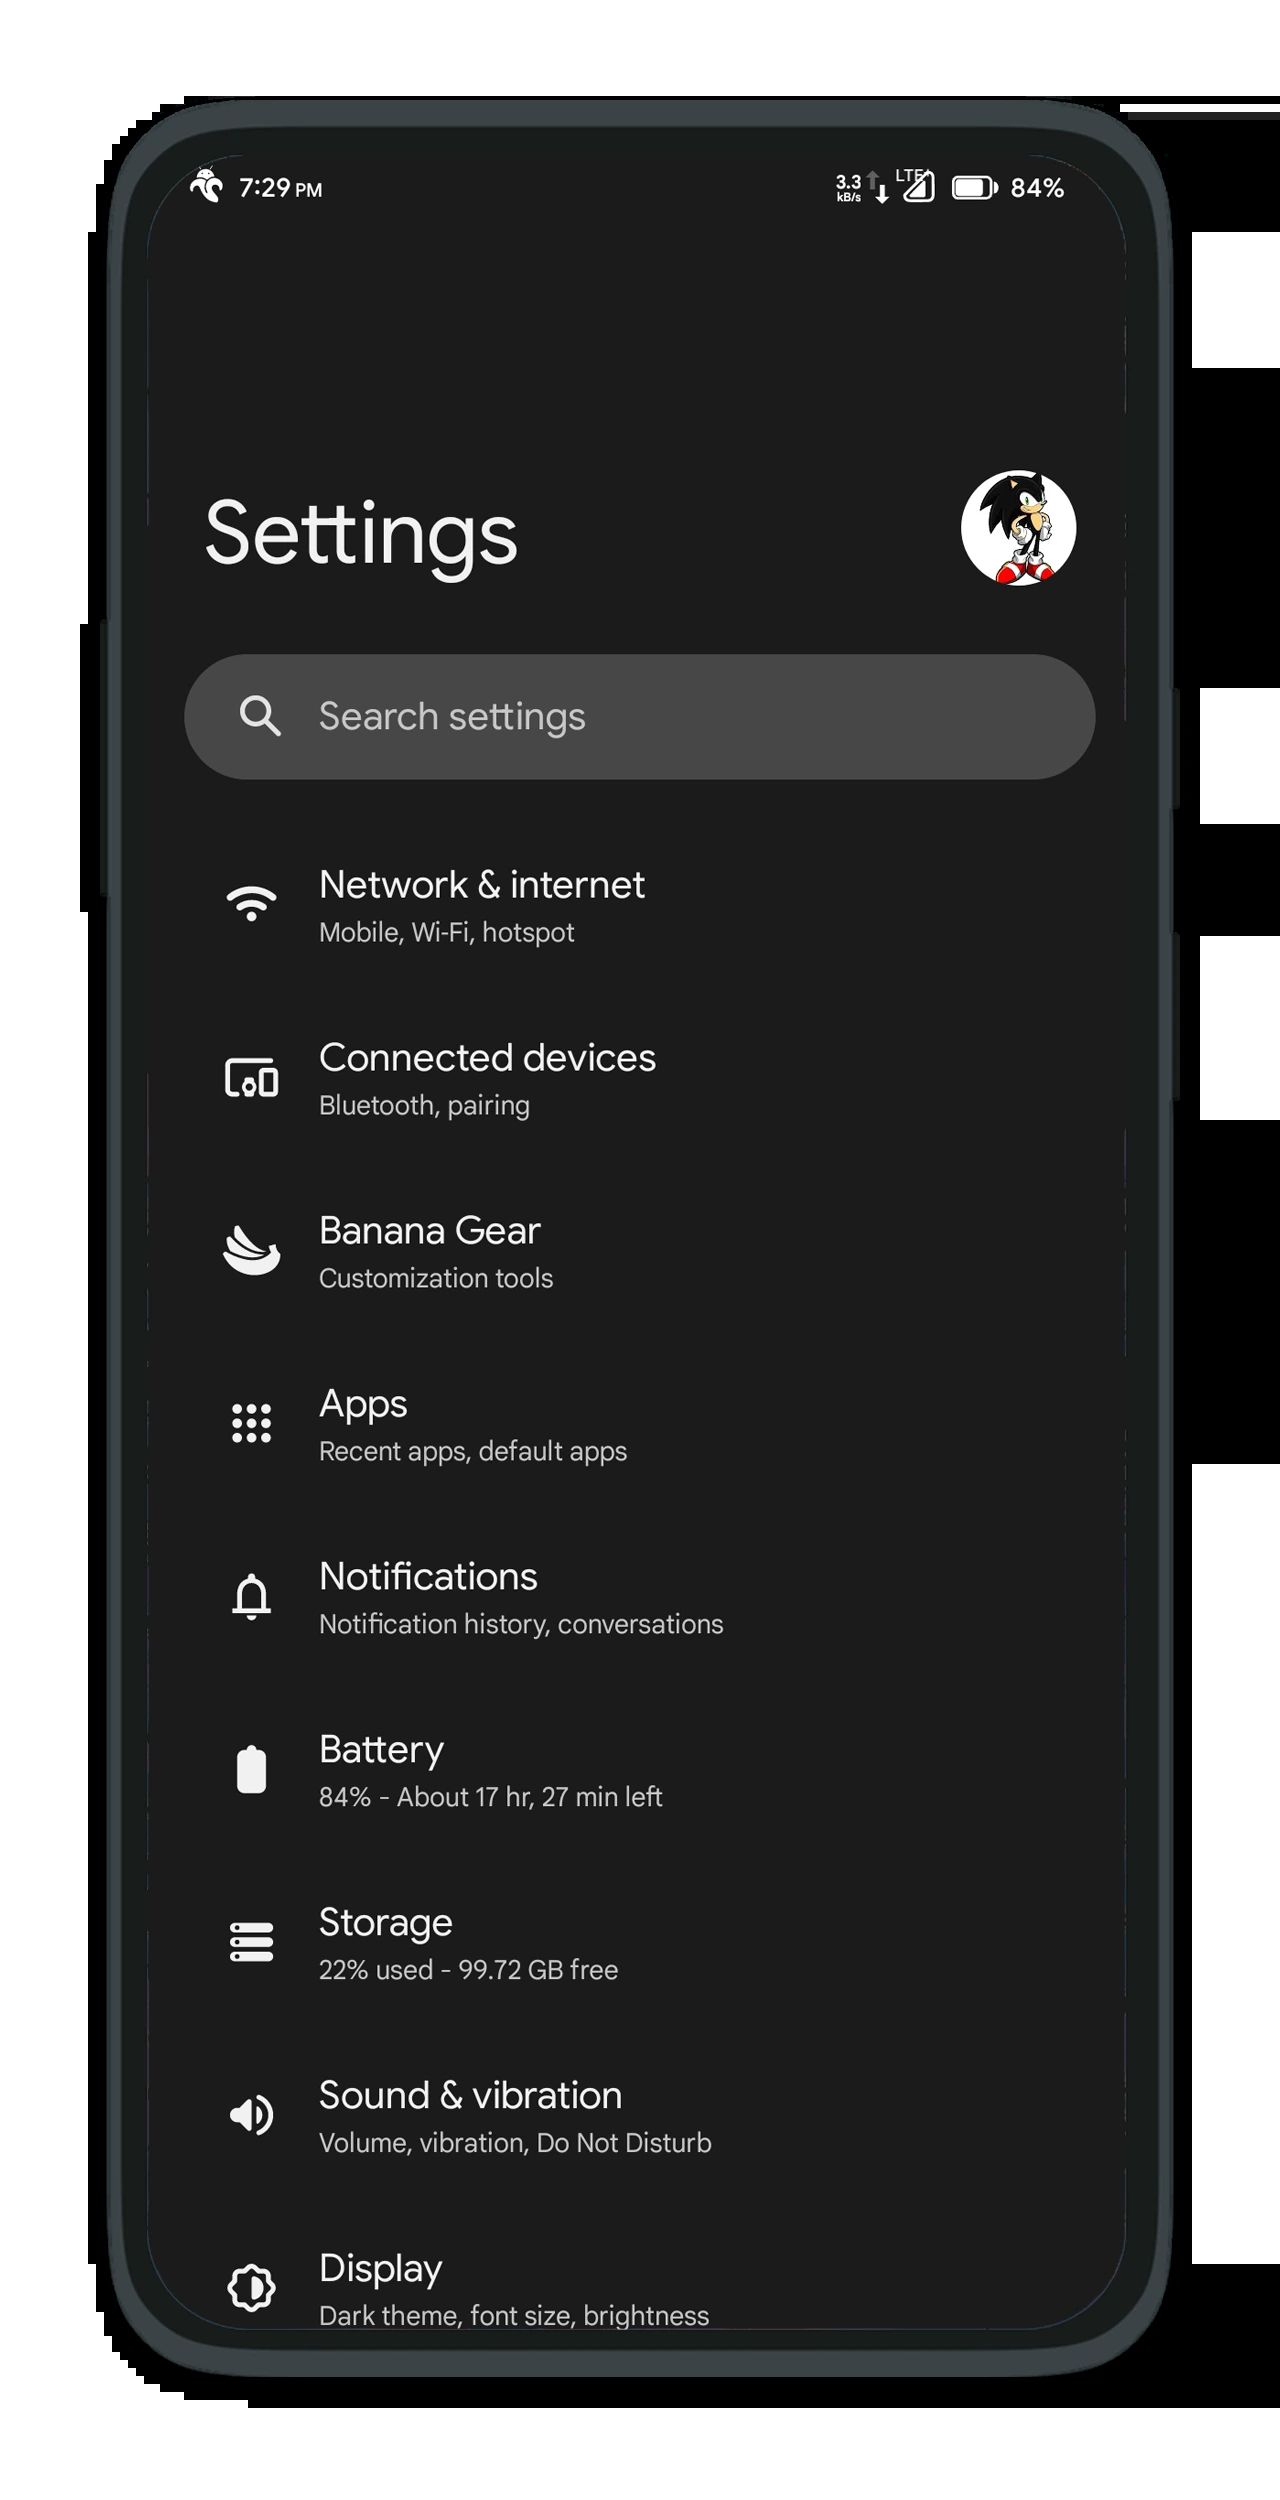 7:29 PM
3.3 kB/s LTE+ 84%
Settings
Search settings
Network & internet
Mobile, Wi-Fi, hotspot
Connected devices
Bluetooth, pairing
Banana Gear
Customization tools
Apps
Recent apps, default apps
Notifications
Notification history, conversations
Battery
84% - About 17 hr, 27 min left
Storage
22% used - 99.72 GB free
Sound & vibration
Volume, vibration, Do Not Disturb
Display
Dark theme, font size, brightness